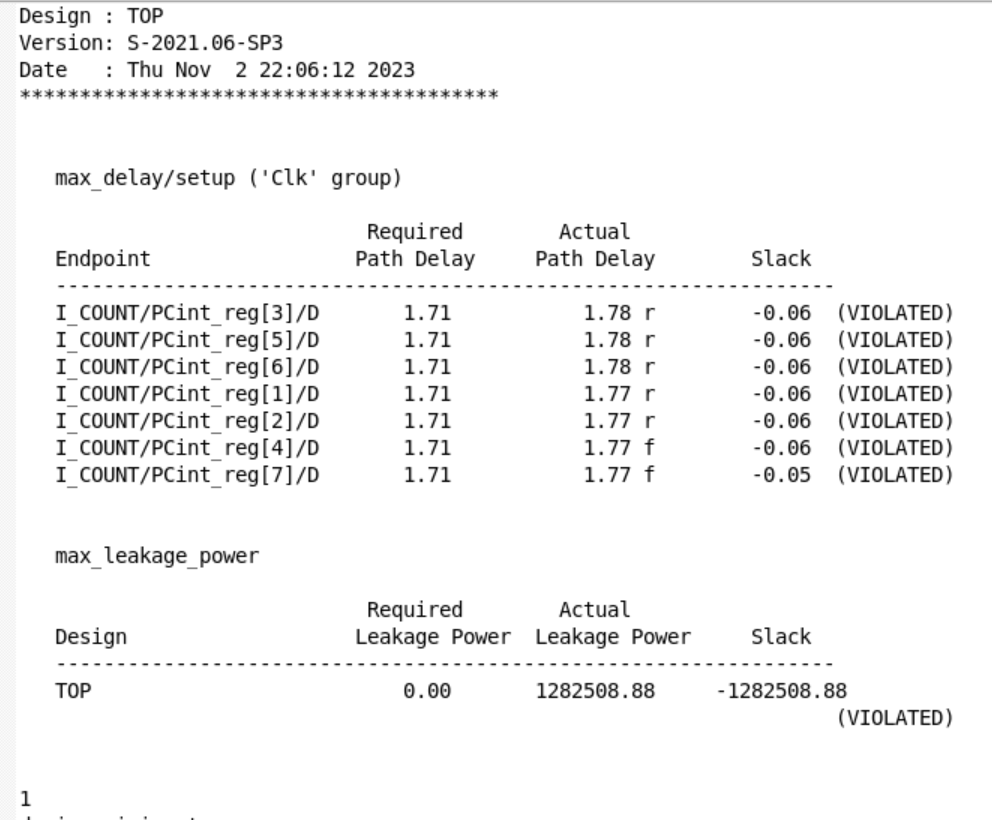 Design : TOP
Version: S-2021.06-SP3
Date   : Thu Nov  2 22:06:12 2023
****************************************
max_delay/setup ('Clk' group)
Required        Actual
Endpoint                 Path Delay     Path Delay        Slack
-----------------------------------------------------------------
I_COUNT/PCint_reg[3]/D       1.71           1.78 r        -0.06  (VIOLATED)
I_COUNT/PCint_reg[5]/D       1.71           1.78 r        -0.06  (VIOLATED)
I_COUNT/PCint_reg[6]/D       1.71           1.78 r        -0.06  (VIOLATED)
I_COUNT/PCint_reg[1]/D       1.71           1.77 r        -0.06  (VIOLATED)
I_COUNT/PCint_reg[2]/D       1.71           1.77 r        -0.06  (VIOLATED)
I_COUNT/PCint_reg[4]/D       1.71           1.77 f        -0.06  (VIOLATED)
I_COUNT/PCint_reg[7]/D       1.71           1.77 f        -0.05  (VIOLATED)
max_leakage_power
Required        Actual
Design                   Leakage Power  Leakage Power     Slack
-----------------------------------------------------------------
TOP                          0.00       1282508.88     -1282508.88
(VIOLATED)
1